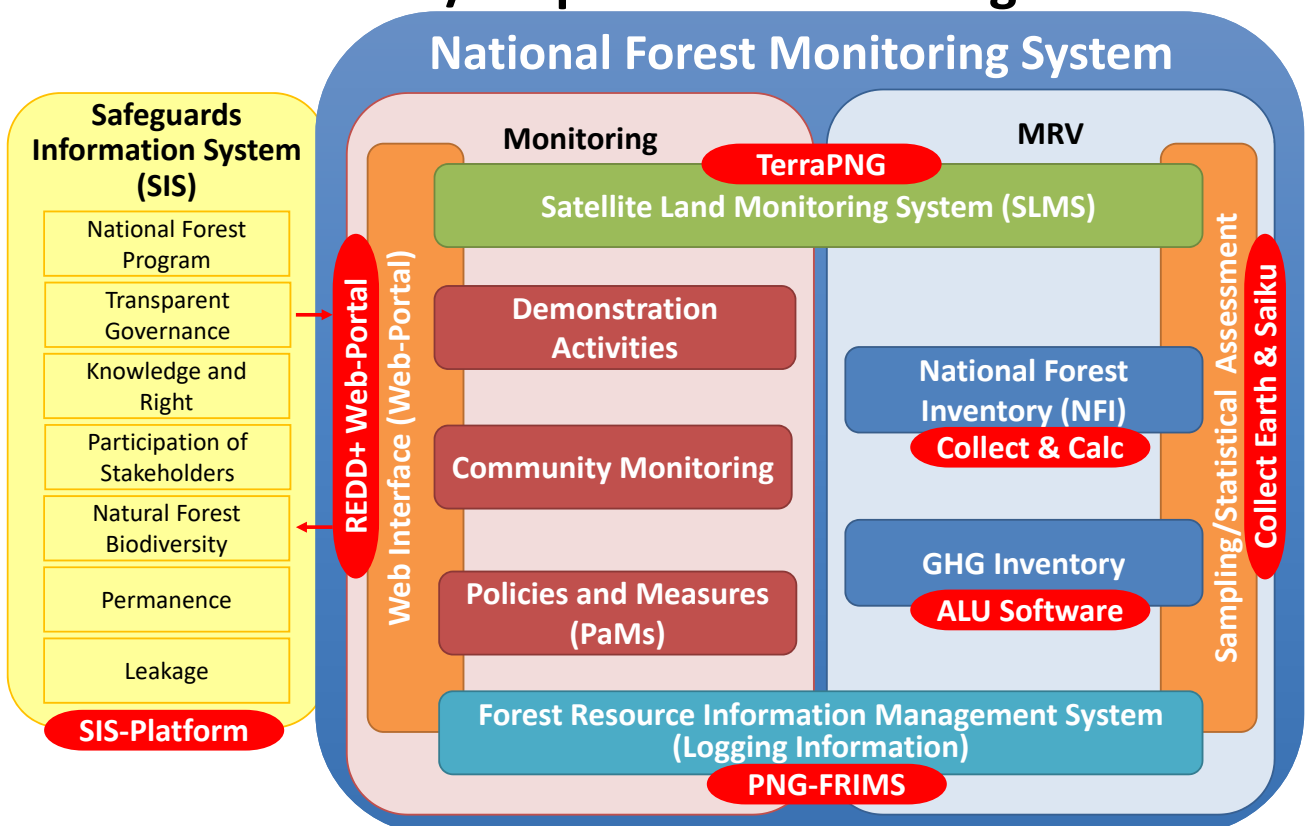 National Forest Monitoring System
Safeguards
Information System
(SIS)
National Forest
Program
Transparent
Governance
Knowledge and
Right
Participation of
Stakeholders
Natural Forest
Biodiversity
Permanence
Leakage
SIS-Platform
REDD+ Web-Portal
Web Interface (Web-Portal)
Monitoring
MRV
TerraPNG
Satellite Land Monitoring System (SLMS)
Demonstration
Activities
Community Monitoring
Policies and Measures
(PaMs)
National Forest
Inventory (NFI)
Collect & Calc
GHG Inventory
ALU Software
Forest Resource Information Management System
(Logging Information)
PNG-FRIMS
Sampling/Statistical Assessment
Collect Earth & Saiku